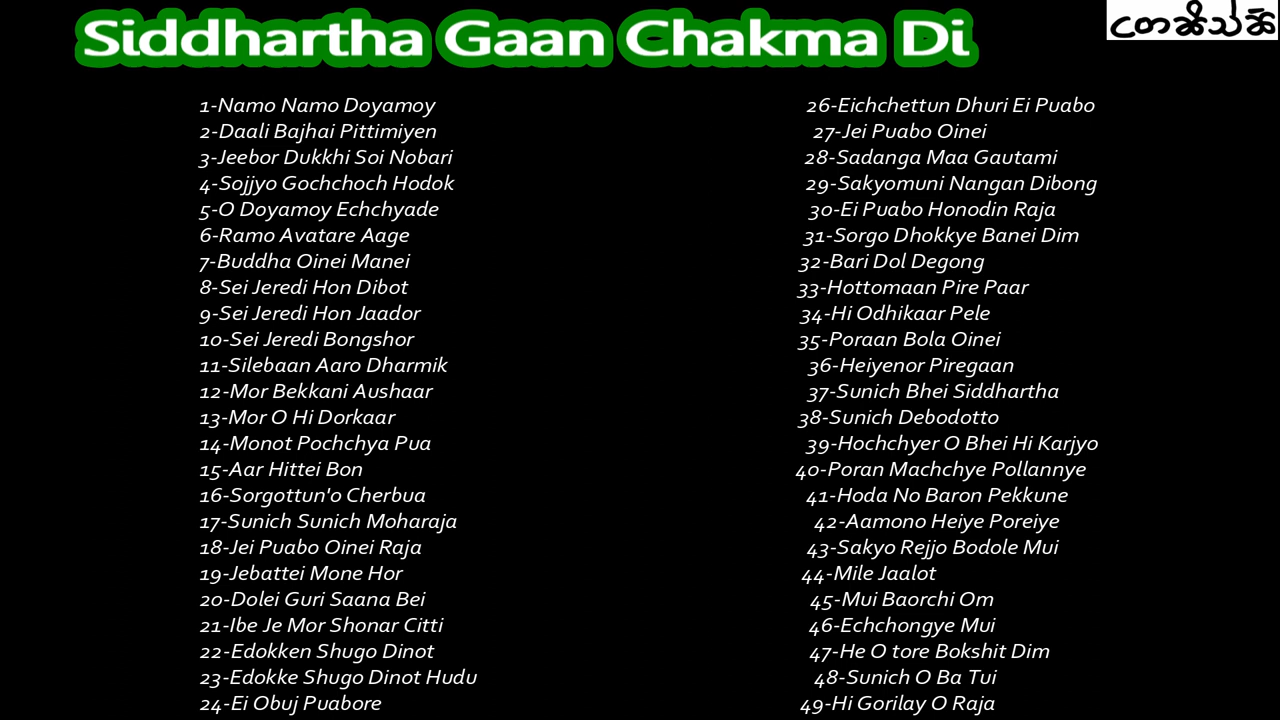 Siddhartha Gaan Chakma Di
1-Namo Namo Doyamoy
2-Daali Bajhai Pittimiyen
3-Jeebor Dukkhi Soi Nobari
4-Sojjyo Gochchoch Hodok
5-O Doyamoy Echchyade
6-Ramo Avatare Aage
7-Buddha Oinei Manei
8-Sei Jeredi Hon Dibot
9-Sei Jeredi Hon Jaador
10-Sei Jeredi Bongshor
11-Silebaan Aaro Dharmik
12-Mor Bekkani Aushaar
13-Mor O Hi Dorkaar
14-Monot Pochchya Pua
15-Aar Hittei Bon
16-Sorgottun'o Cherbua
17-Sunich Sunich Moharaja
18-Jei Puabo Oinei Raja
19-Jebattei Mone Hor
20-Dolei Guri Saana Bei
21-Ibe Je Mor Shonar Citti
22-Edokken Shugo Dinot
23-Edokke Shugo Dinot Hudu
24-Ei Obuj Puabore
26-Eichchettun Dhuri Ei Puabo
27-Jei Puabo Oinei
28-Sadanga Maa Gautami
29-Sakyomuni Nangan Dibong
30-Ei Puabo Honodin Raja
31-Sorgo Dhokkye Banei Dim
32-Bari Dol Degong
33-Hottomaan Pire Paar
34-Hi Odhikaar Pele
35-Poraan Bola Oinei
36-Heiyenor Piregaan
37-Sunich Bhei Siddhartha
38-Sunich Debodotto
39-Hochchyer O Bhei Hi Karjyo
40-Poran Machchye Pollannye
41-Hoda No Baron Pekkune
42-Aamono Heiye Poreiye
43-Sakyo Rejjo Bodole Mui
44-Mile Jaalot
45-Mui Baorchi Om
46-Echchongye Mui
47-He O tore Bokshit Dim
48-Sunich O Ba Tui
49-Hi Gorilay O Raja